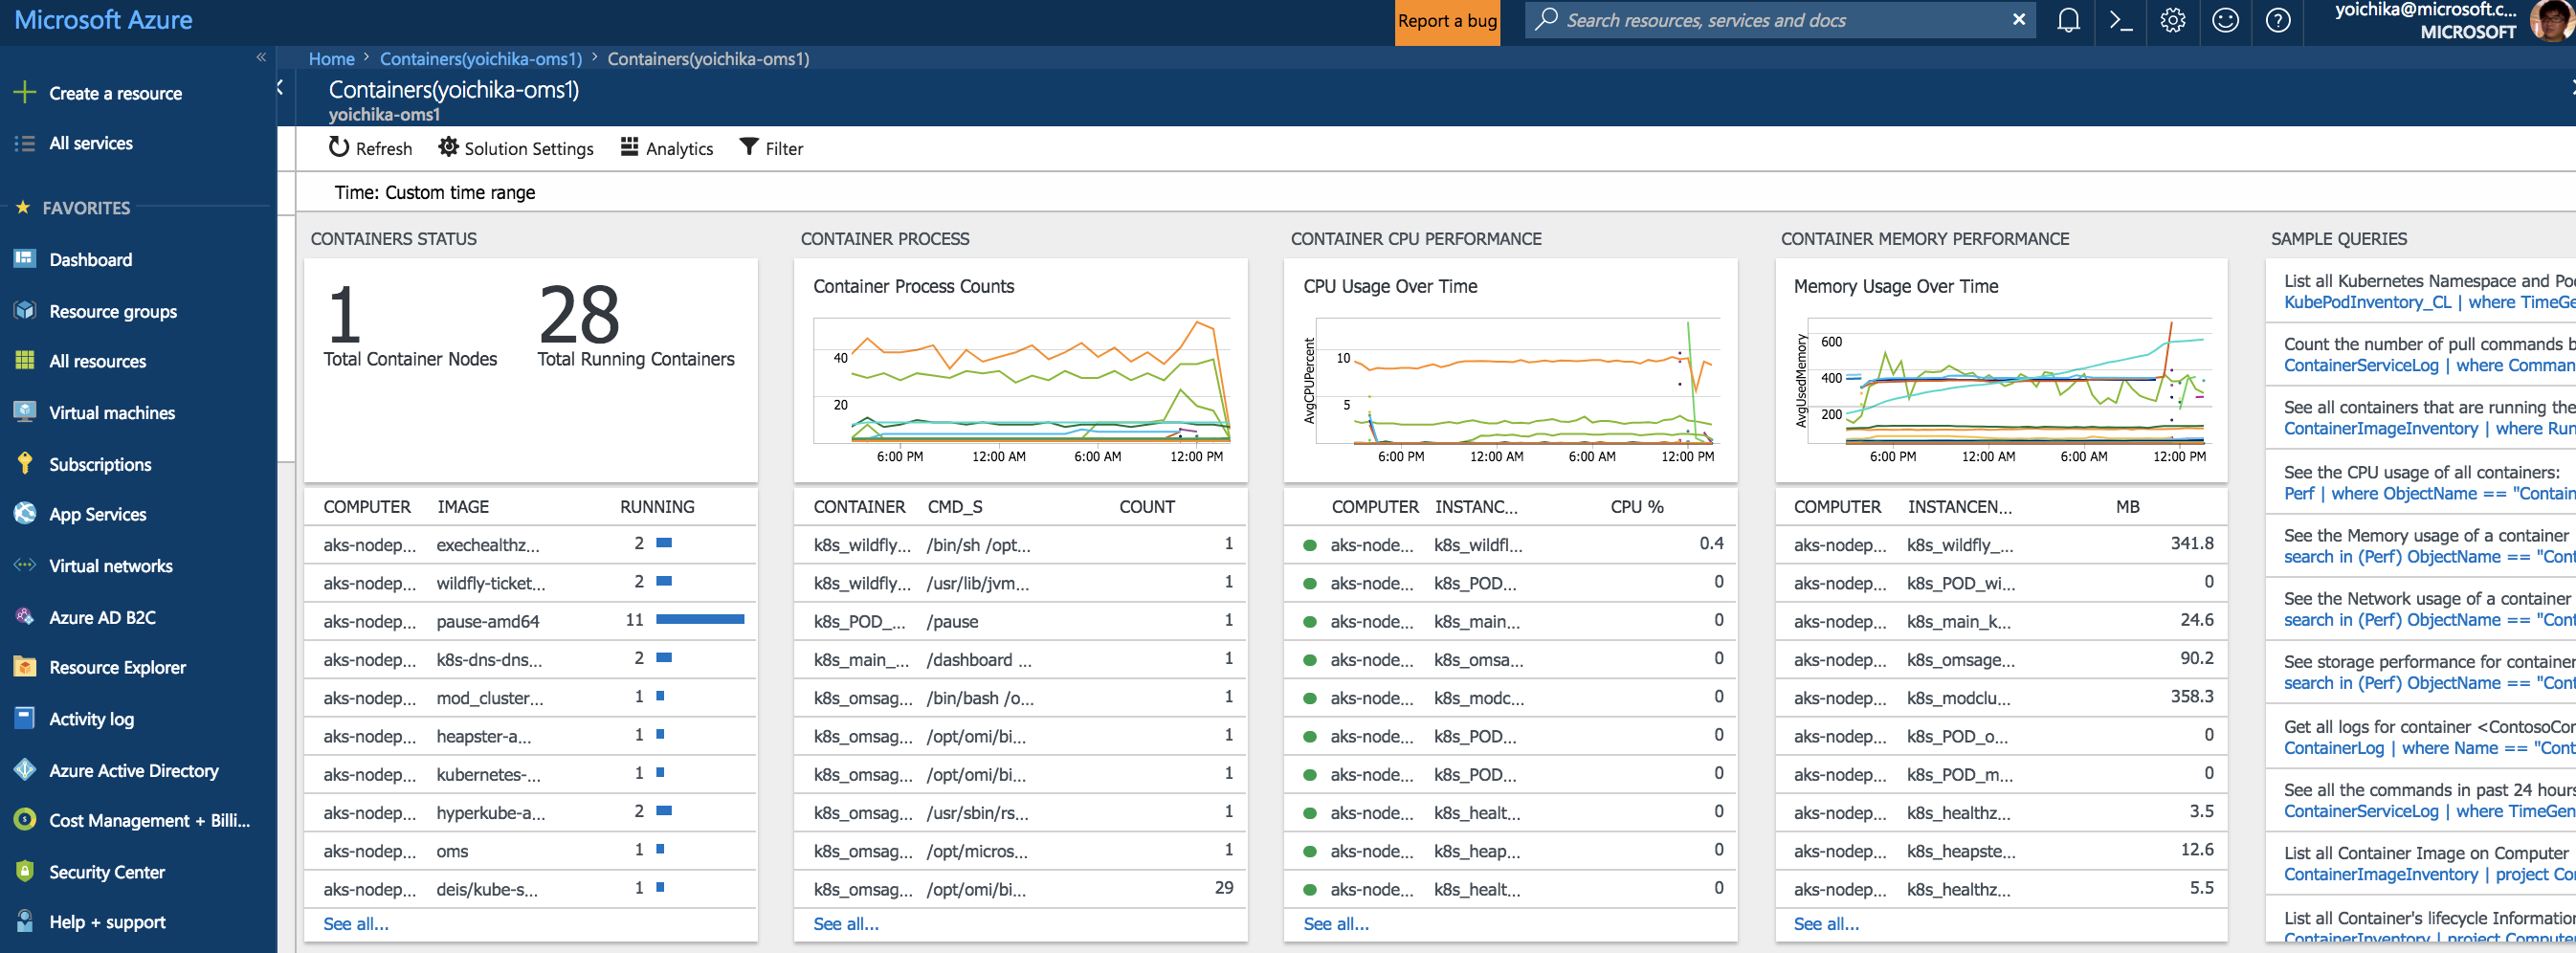 Microsoft Azure
Report a bug
Search resources, services and docs
yoichika@microsoft.c...
MICROSOFT
Create a resource
All services
FAVORITES
Dashboard
Resource groups
All resources
Virtual machines
Subscriptions
App Services
Virtual networks
Azure AD B2C
Resource Explorer
Activity log
Azure Active Directory
Cost Management + Billi...
Security Center
Help + support
Home > Containers(yoichika-oms1) > Containers(yoichika-oms1)
Containers(yoichika-oms1)
yoichika-oms1
Refresh Solution Settings Analytics Filter
Time: Custom time range
CONTAINERS STATUS
1 28
Total Container Nodes Total Running Containers
COMPUTER IMAGE RUNNING
aks-nodep... exechealthz... 2
aks-nodep... wildfly-ticket... 2
aks-nodep... pause-amd64 11
aks-nodep... k8s-dns-dns... 2
aks-nodep... mod_cluster... 1
aks-nodep... heapster-a... 1
aks-nodep... kubernetes-... 1
aks-nodep... hyperkube-a... 2
aks-nodep... oms 1
aks-nodep... deis/kube-s... 1
See all...
CONTAINER PROCESS
Container Process Counts
40
20
6:00 PM 12:00 AM 6:00 AM 12:00 PM
CONTAINER CMD_S COUNT
k8s_wildfly... /bin/sh /opt... 1
k8s_wildfly... /usr/lib/jvm... 1
k8s_POD_... /pause 1
k8s_main_... /dashboard ... 1
k8s_omsag... /bin/bash /o... 1
k8s_omsag... /opt/omi/bi... 1
k8s_omsag... /opt/omi/bi... 1
k8s_omsag... /usr/sbin/rs... 1
k8s_omsag... /opt/micros... 1
k8s_omsag... /opt/omi/bi... 29
See all...
CONTAINER CPU PERFORMANCE
CPU Usage Over Time
AvgCPUPercent
10
5
6:00 PM 12:00 AM 6:00 AM 12:00 PM
COMPUTER INSTANC... CPU %
aks-node... k8s_wildfl... 0.4
aks-node... k8s_POD... 0
aks-node... k8s_main... 0
aks-node... k8s_omsa... 0
aks-node... k8s_modc... 0
aks-node... k8s_POD... 0
aks-node... k8s_POD... 0
aks-node... k8s_healt... 0
aks-node... k8s_heap... 0
aks-node... k8s_healt... 0
See all...
CONTAINER MEMORY PERFORMANCE
Memory Usage Over Time
AvgUsedMemory
600
400
200
6:00 PM 12:00 AM 6:00 AM 12:00 PM
COMPUTER INSTANCEN... MB
aks-nodep... k8s_wildfly_... 341.8
aks-nodep... k8s_POD_wi... 0
aks-nodep... k8s_main_k... 24.6
aks-nodep... k8s_omsage... 90.2
aks-nodep... k8s_modclu... 358.3
aks-nodep... k8s_POD_o... 0
aks-nodep... k8s_POD_m... 0
aks-nodep... k8s_healthz... 3.5
aks-nodep... k8s_heapste... 12.6
aks-nodep... k8s_healthz... 5.5
See all...
SAMPLE QUERIES
List all Kubernetes Namespace and Po
KubePodInventory_CL | where TimeGe
Count the number of pull commands b
ContainerServiceLog | where Comman
See all containers that are running the
ContainerImageInventory | where Run
See the CPU usage of all containers:
Perf | where ObjectName == "Contain
See the Memory usage of a container
search in (Perf) ObjectName == "Cont
See the Network usage of a container
search in (Perf) ObjectName == "Cont
See storage performance for container
search in (Perf) ObjectName == "Cont
Get all logs for container <ContosoCon
ContainerLog | where Name == "Cont
See all the commands in past 24 hours
ContainerServiceLog | where TimeGen
List all Container Image on Computer
ContainerImageInventory | project Co
List all Container's lifecycle Information
ContainerInventory | project Computer